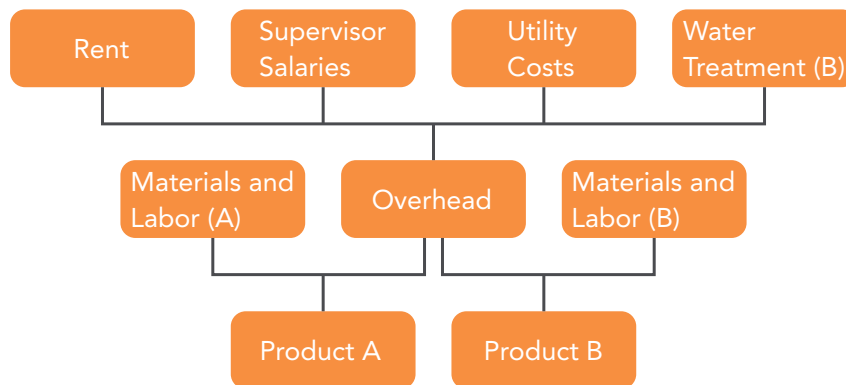 Rent
Supervisor
Salaries
Utility
Costs
Water
Treatment (B)
Materials and
Labor (A)
Overhead
Materials and
Labor (B)
Product A
Product B